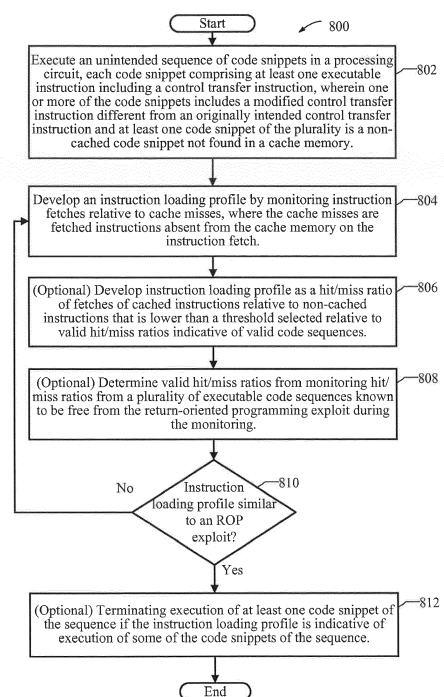 Start
800
Execute an unintended sequence of code snippets in a processing
circuit, each code snippet comprising at least one executable
instruction including a control transfer instruction, wherein one
or more of the code snippets includes a modified control transfer
instruction different from an originally intended control transfer
instruction and at least one code snippet of the plurality is a non-
cached code snippet not found in a cache memory.
802
Develop an instruction loading profile by monitoring instruction
fetches relative to cache misses, where the cache misses are
fetched instructions absent from the cache memory on the
instruction fetch.
804
(Optional) Develop instruction loading profile as a hit/miss ratio
of fetches of cached instructions relative to non-cached
instructions that is lower than a threshold selected relative to
valid hit/miss ratios indicative of valid code sequences.
806
(Optional) Determine valid hit/miss ratios from monitoring hit/
miss ratios from a plurality of executable code sequences known
to be free from the return-oriented programming exploit during
the monitoring.
808
No
Instruction
loading profile similar
to an ROP
exploit?
810
Yes
(Optional) Terminating execution of at least one code snippet of
the sequence if the instruction loading profile is indicative of
execution of some of the code snippets of the sequence.
812
End